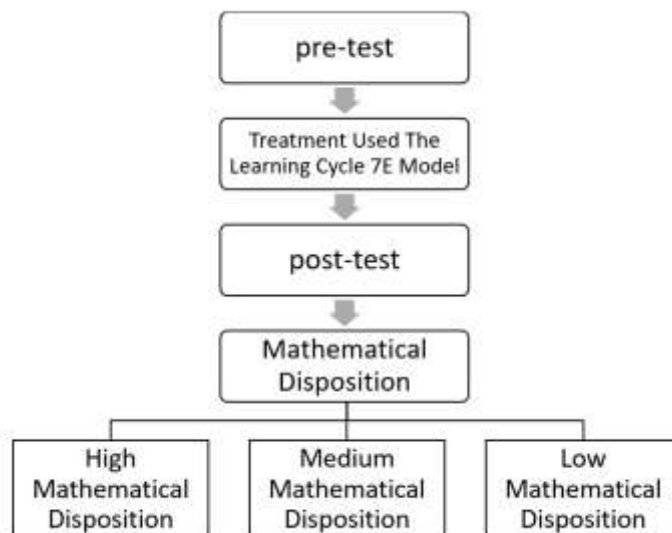 pre-test
Treatment Used The
Learning Cycle 7E Model
post-test
Mathematical
Disposition
High
Mathematical
Disposition
Medium
Mathematical
Disposition
Low
Mathematical
Disposition